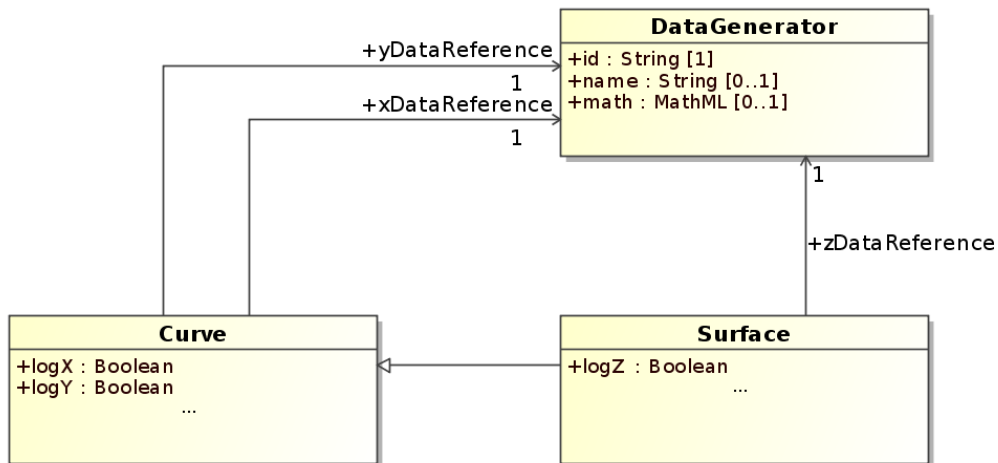 DataGenerator
+id : String [1]
+name : String [0..1]
+math : MathML [0..1]
+yDataReference
1
+xDataReference
1
1
+zDataReference
Curve
+logX : Boolean
+logY : Boolean
...
Surface
+logZ : Boolean
...